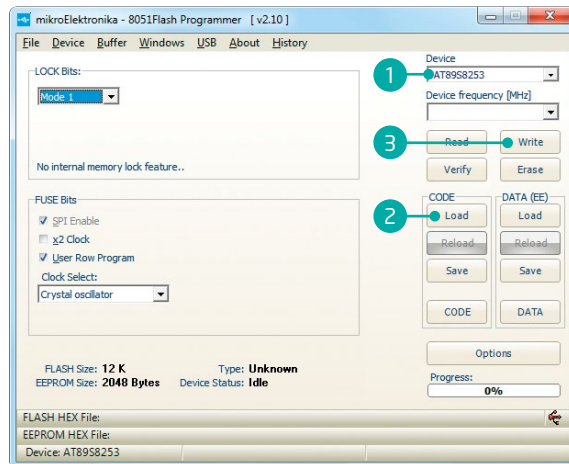 mikroElektronika - 8051Flash Programmer [ v2.10 ]
File Device Buffer Windows USB About History
LOCK Bits:
Mode 1
No internal memory lock feature..
FUSE Bits
SPI Enable
x2 Clock
User Row Program
Clock Select:
Crystal oscillator
FLASH Size: 12 K
Type: Unknown
EEPROM Size: 2048 Bytes
Device Status: Idle
Device
1
AT89S8253
Device frequency [MHz]
3
Read Write
Verify Erase
CODE DATA (EE)
2
Load Load
Reload Reload
Save Save
CODE DATA
Options
Progress:
0%
FLASH HEX File:
EEPROM HEX File:
Device: AT89S8253